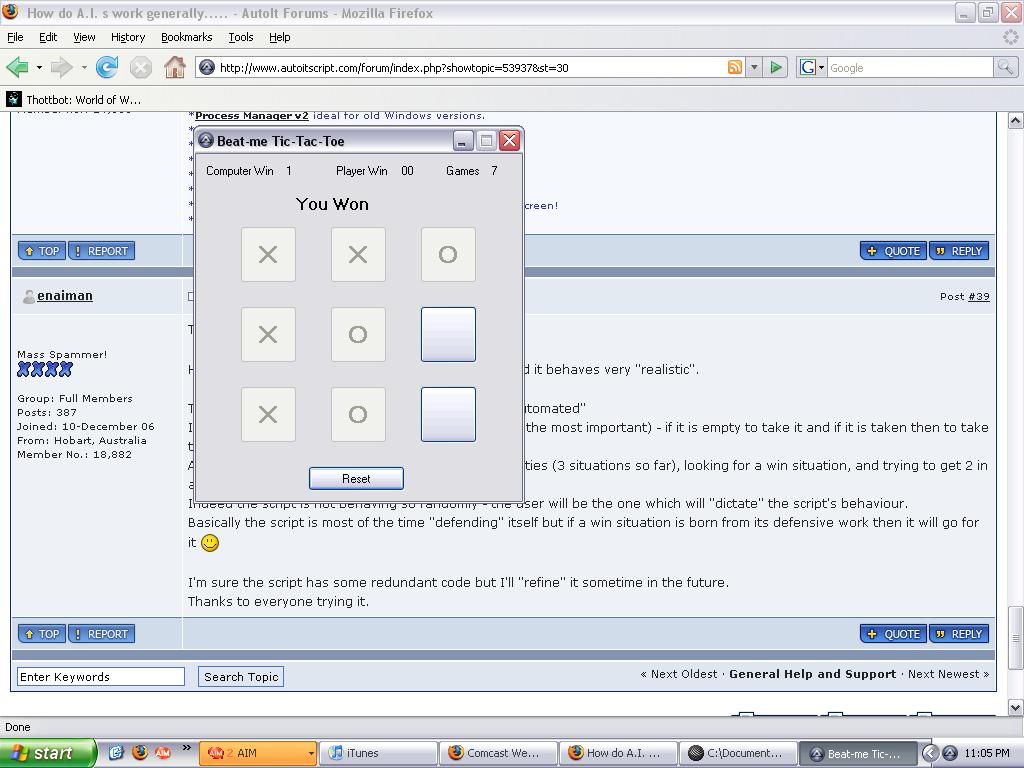 How do A.I. s work generally..... - AutoIt Forums - Mozilla Firefox
File Edit View History Bookmarks Tools Help
http://www.autoitscript.com/forum/index.php?showtopic=53937&st=30
Google
Thottbot: World of W...
*Process Manager v2 ideal for old Windows versions.
Beat-me Tic-Tac-Toe
Computer Win 1 Player Win 00 Games 7
creen!
You Won
X X O
TOP ! REPORT QUOTE REPLY
enaiman
Post #39
X O
Mass Spammer!
d it behaves very "realistic".
Group: Full Members
Posts: 387
Joined: 10-December 06
From: Hobart, Australia
Member No.: 18,882
X O
utomated"
the most important) - if it is empty to take it and if it is taken then to take
ties (3 situations so far), looking for a win situation, and trying to get 2 in
Reset
Indeed the script is not behaving so randomly - the user will be the one which will "dictate" the script's behaviour.
Basically the script is most of the time "defending" itself but if a win situation is born from its defensive work then it will go for
it
I'm sure the script has some redundant code but I'll "refine" it sometime in the future.
Thanks to everyone trying it.
TOP ! REPORT QUOTE REPLY
Enter Keywords Search Topic « Next Oldest · General Help and Support · Next Newest »
Done
start AIM » 2 AIM iTunes Comcast We... How do A.I. ... C:\Document... Beat-me Tic-... 11:05 PM